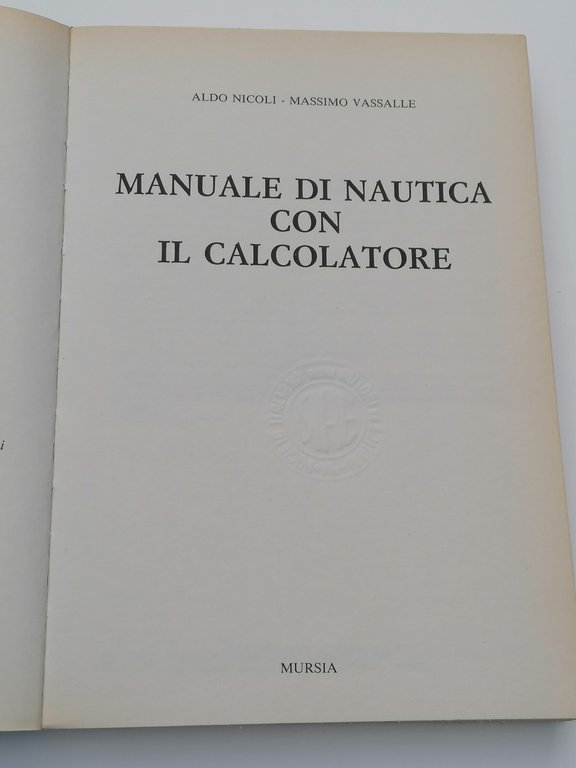 ALDO NICOLI - MASSIMO VASSALLE
MANUALE DI NAUTICA
CON
IL CALCOLATORE
i
MURSIA